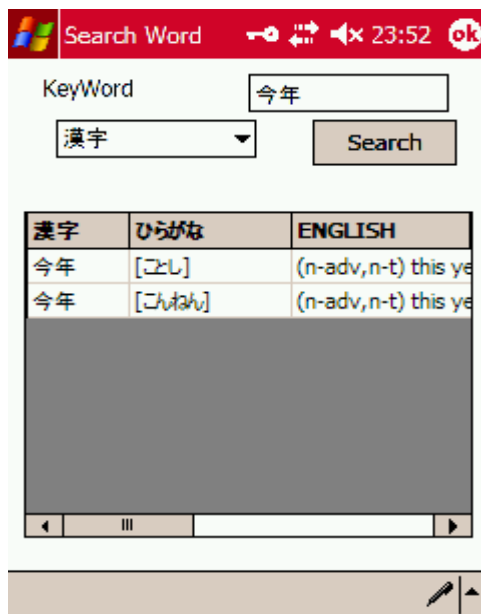 Search Word 23:52 ok
KeyWord 今年
漢字 Search
漢字 ひらがな ENGLISH
今年 [ことし] (n-adv,n-t) this ye
今年 [こんねん] (n-adv,n-t) this ye